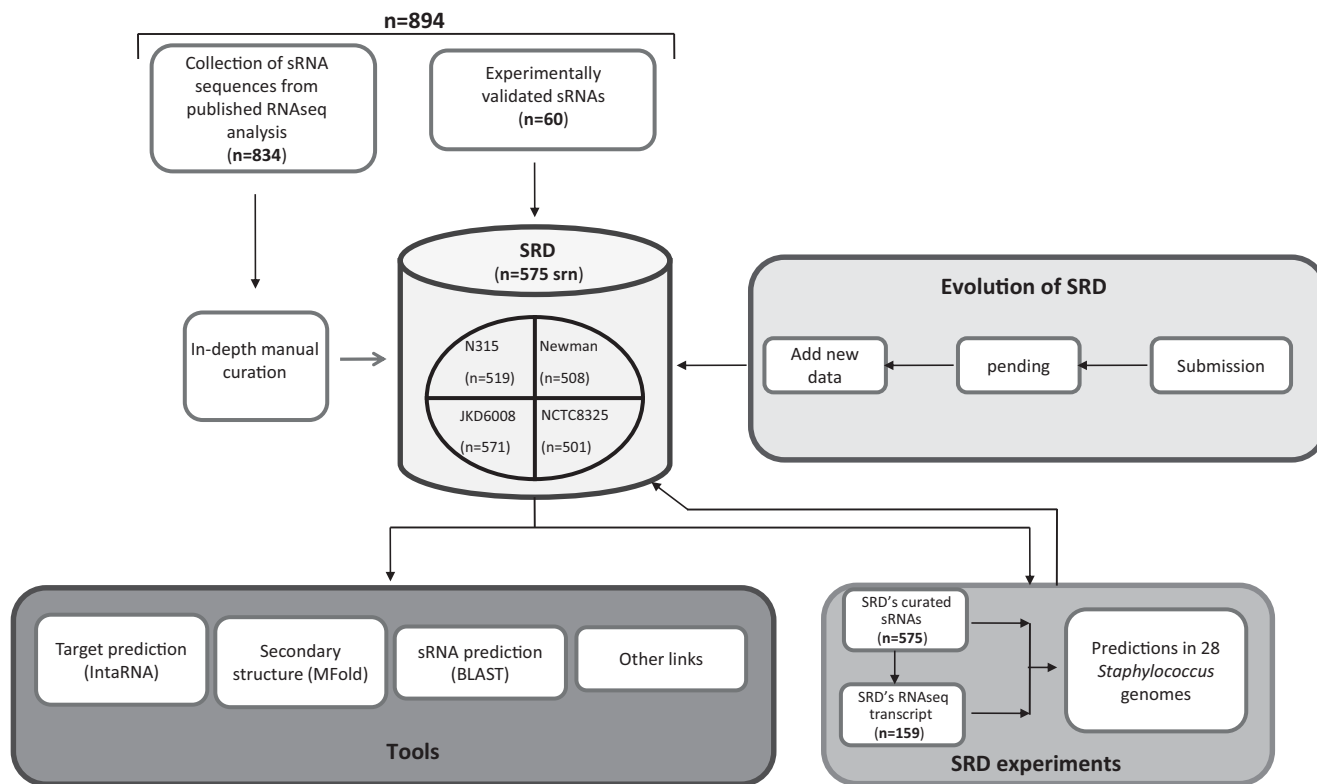 n=894
Collection of sRNA
sequences from
published RNAseq
analysis
(n=834)
Experimentally
validated sRNAs
(n=60)
SRD
(n=575 srn)
N315
(n=519)
Newman
(n=508)
JKD6008
(n=571)
NCTC8325
(n=501)
In-depth manual
curation
Evolution of SRD
Add new
data
pending
Submission
Target prediction
(IntaRNA)
Secondary
structure (MFold)
sRNA prediction
(BLAST)
Other links
Tools
SRD's curated
sRNAs
(n=575)
SRD's RNAseq
transcript
(n=159)
Predictions in 28
Staphylococcus
genomes
SRD experiments